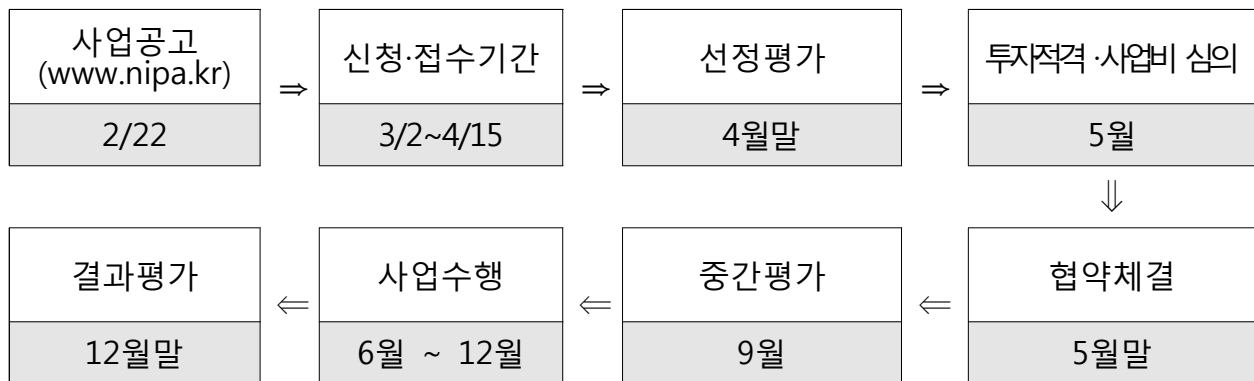 사업공고
(www.nipa.kr)
2/22
⇒
신청·접수기간
3/2~4/15
⇒
선정평가
4월말
⇒
투자적격·사업비 심의
5월
⇓
협약체결
5월말
⇐
중간평가
9월
⇐
사업수행
6월 ~ 12월
⇐
결과평가
12월말